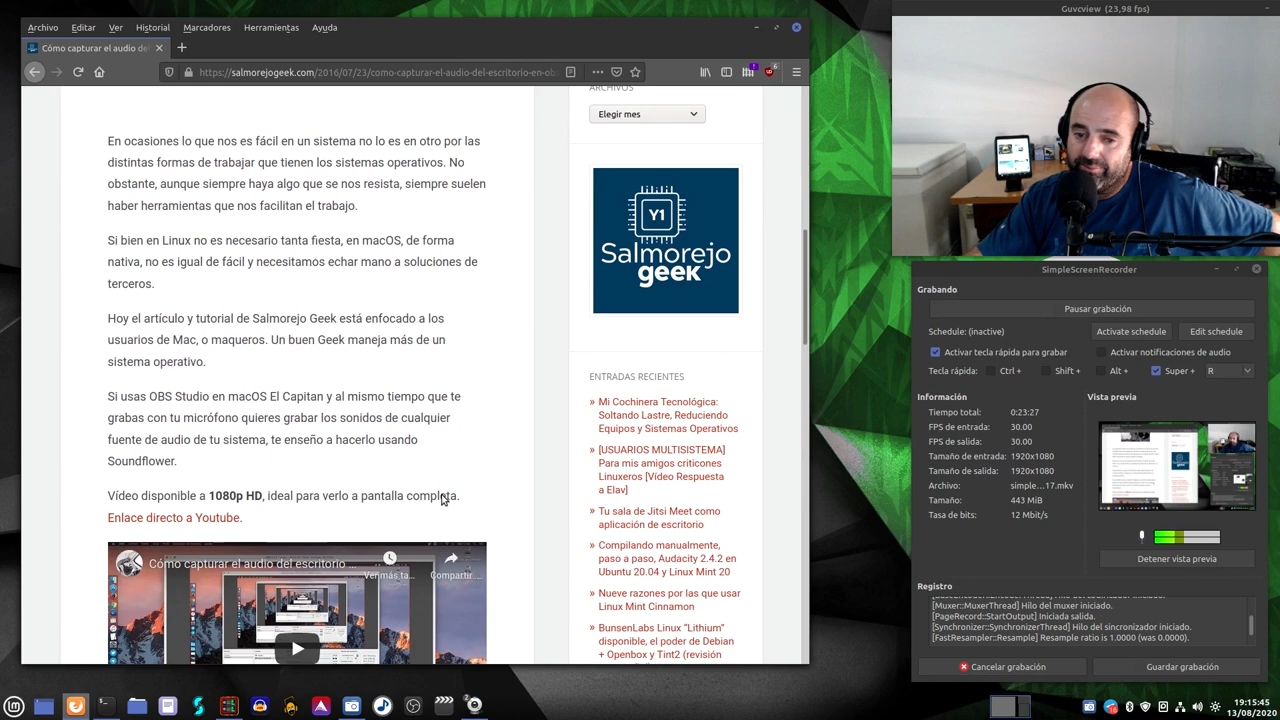 Archivo Editar Ver Historial Marcadores Herramientas Ayuda
Cómo capturar el audio del
https://salmorejogeek.com/2016/07/23/como-capturar-el-audio-del-escritorio-en-obs
6
En ocasiones lo que nos es fácil en un sistema no lo es en otro por las
distintas formas de trabajar que tienen los sistemas operativos. No
obstante, aunque siempre haya algo que se nos resista, siempre suelen
haber herramientas que nos facilitan el trabajo.
Si bien en Linux no es necesario tanta fiesta, en macOS, de forma
nativa, no es igual de fácil y necesitamos echar mano a soluciones de
terceros.
Hoy el artículo y tutorial de Salmorejo Geek está enfocado a los
usuarios de Mac, o maqueros. Un buen Geek maneja más de un
sistema operativo.
Si usas OBS Studio en macOS El Capitan y al mismo tiempo que te
grabas con tu micrófono quieres grabar los sonidos de cualquier
fuente de audio de tu sistema, te enseño a hacerlo usando
Soundflower.
Vídeo disponible a 1080p HD, ideal para verlo a pantalla completa.
Enlace directo a Youtube.
Cómo capturar el audio del escritorio ...
Ver más ta...
Compartir...
ARCHIVOS
Elegir mes
Y1
Salmorejo
geek
ENTRADAS RECIENTES
» Mi Cochinera Tecnológica:
Soltando Lastre, Reduciendo
Equipos y Sistemas Operativos
» [USUARIOS MULTISISTEMA]
Para mis amigos criticones
Linuxeros [Vídeo Respuesta
a Elav]
» Tu sala de Jitsi Meet como
aplicación de escritorio
» Compilando manualmente,
paso a paso, Audacity 2.4.2 en
Ubuntu 20.04 y Linux Mint 20
» Nueve razones por las que usar
Linux Mint Cinnamon
» BunsenLabs Linux “Lithium”
disponible, el poder de Debian
+ Openbox y Tint2 (revisión
Guvcview (23,98 fps)
SimpleScreenRecorder
Grabando
Pausar grabación
Schedule: (inactive) Activate schedule Edit schedule
Activar tecla rápida para grabar Activar notificaciones de audio
Tecla rápida: Ctrl + Shift + Alt + Super + R
Información
Tiempo total: 0:23:27
FPS de entrada: 30.00
FPS de salida: 30.00
Tamaño de entrada: 1920x1080
Tamaño de salida: 1920x1080
Archivo: simple...17.mkv
Tamaño: 443 MiB
Tasa de bits: 12 Mbit/s
Vista previa
Detener vista previa
Registro
[Muxer::MuxerThread] Hilo del muxer iniciado.
[PageRecord::StartOutput] Iniciada salida.
[Synchronizer::SynchronizerThread] Hilo del sincronizador iniciado.
[FastResampler::Resample] Resample ratio is 1.0000 (was 0.0000).
Cancelar grabación Guardar grabación
19:15:45
13/08/2020